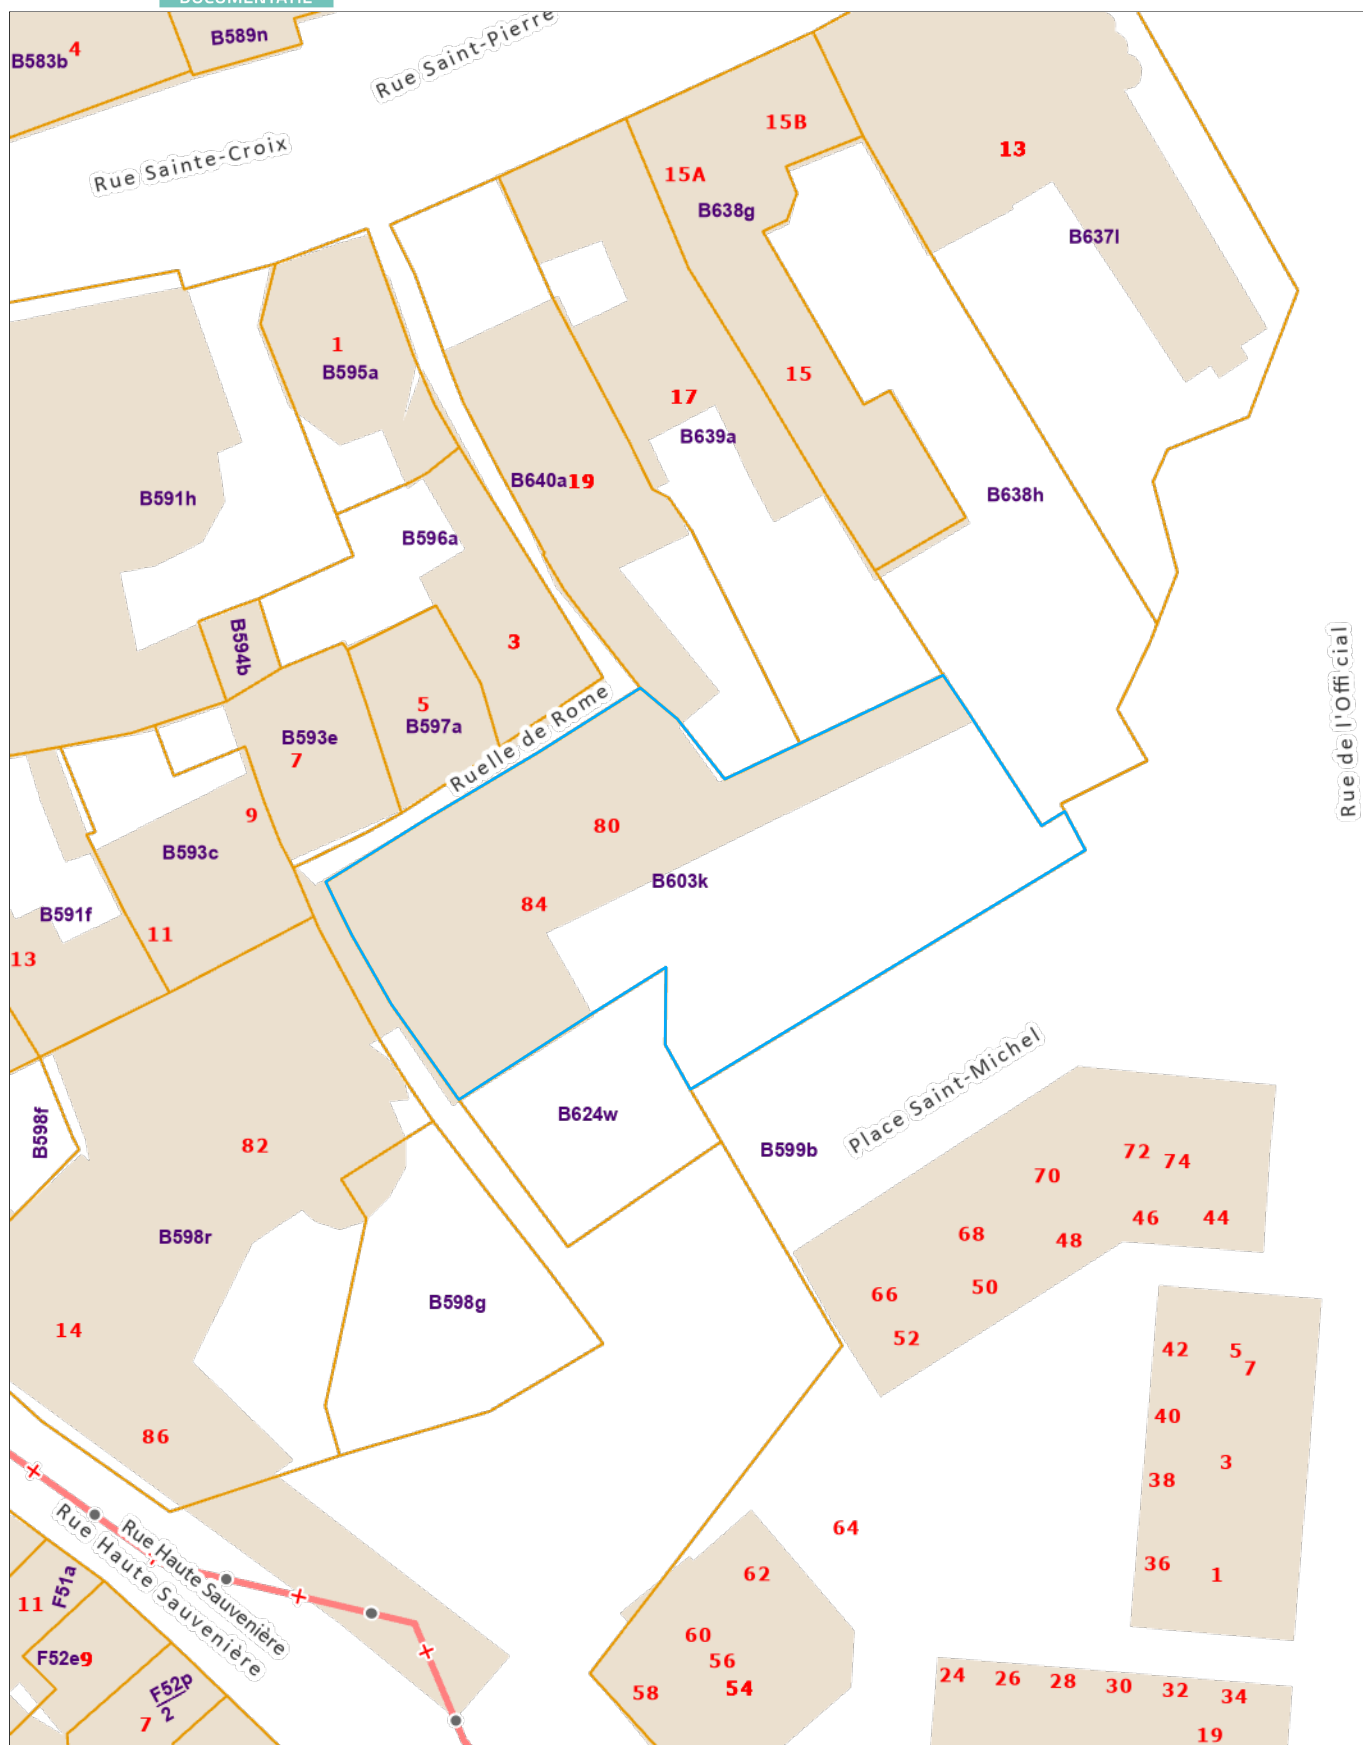 DOCUMENTATIE
B583b 4
B589n
Rue Saint-Pierre
Rue Sainte-Croix
15B
15A
B638g
13
B637l
1
B595a
15
17
B639a
B591h
B640a 19
B638h
B596a
B594b
3
5
B597a
B593e
7
Ruelle de Rome
Rue de l'Official
9
B593c
80
B603k
84
B591f
11
13
B598f
82
B624w
B599b
Place Saint-Michel
72
74
70
46
44
68
48
B598r
66
50
52
B598g
14
42
5
7
40
86
3
38
Rue Haute Sauvenière
Rue Haute Sauvenière
64
36
1
62
F51a
11
F52e 9
60
56
58
54
F52p
2
7
24
26
28
30
32
34
19